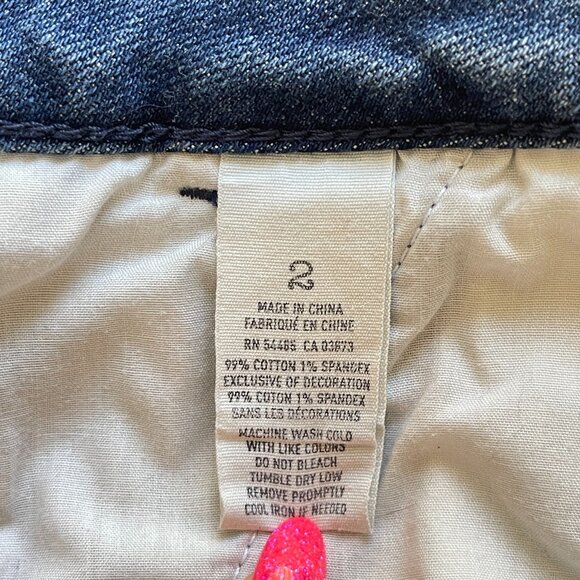 2
MADE IN CHINA
FABRIQUÉ EN CHINE
RN 54485 CA 03673
99% COTTON 1% SPANDEX
EXCLUSIVE OF DECORATION
99% COTON 1% SPANDEX
SANS LES DÉCORATIONS
MACHINE WASH COLD
WITH LIKE COLORS
DO NOT BLEACH
TUMBLE DRY LOW
REMOVE PROMPTLY
COOL IRON IF NEEDED